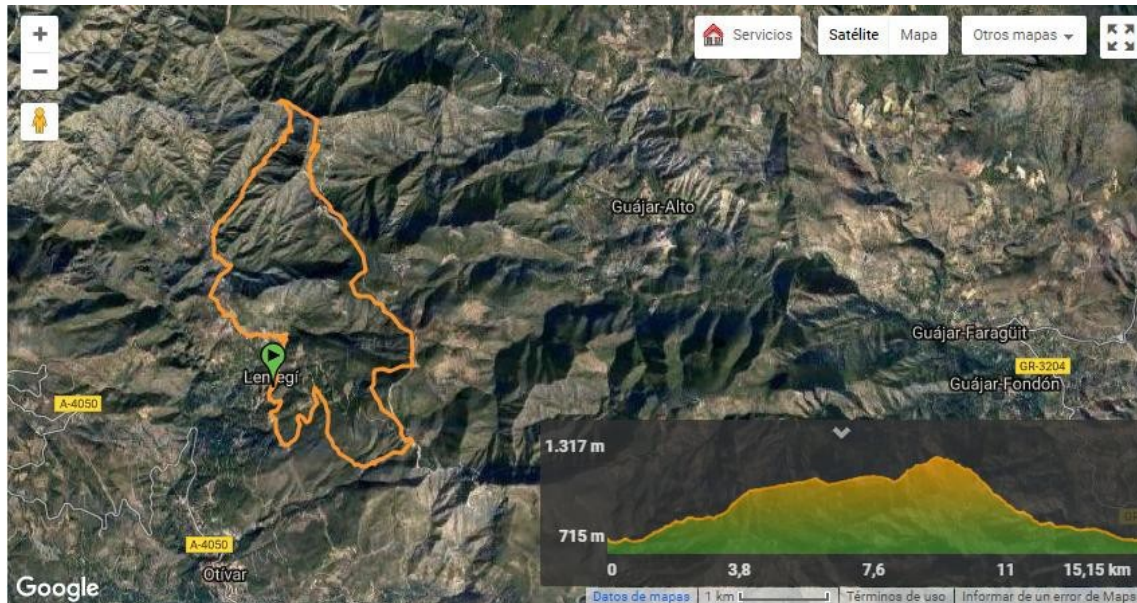 +
Servicios
Satélite Mapa
Otros mapas
−
Guájar-Alto
Guájar-Faragüit
GR-3204
Guájar-Fondón
A-4050
1.317 m
715 m
0 3,8 7,6 11 15,15 km
A-4050
Otívar
Google
Datos de mapas 1 km Términos de uso Informar de un error de Maps